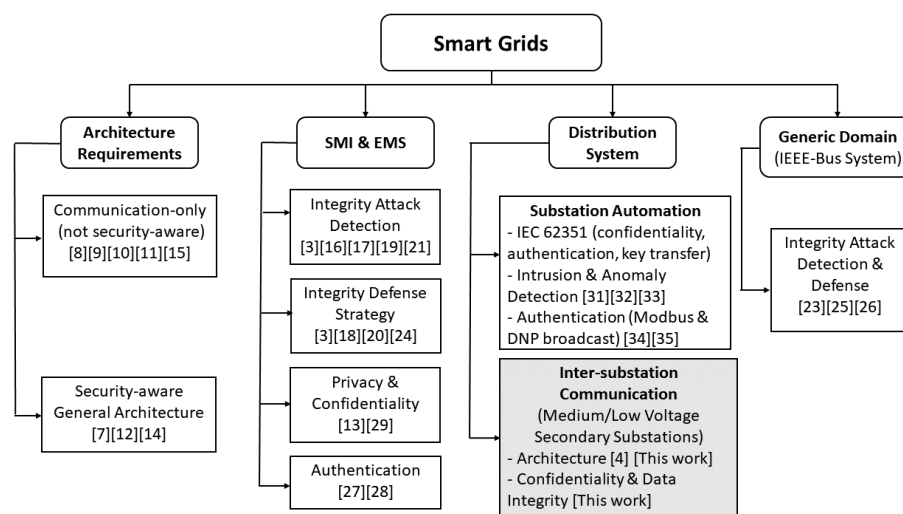 Smart Grids
Architecture
Requirements
Communication-only
(not security-aware)
[8][9][10][11][15]
Security-aware
General Architecture
[7][12][14]
SMI & EMS
Integrity Attack
Detection
[3][16][17][19][21]
Integrity Defense
Strategy
[3][18][20][24]
Privacy &
Confidentiality
[13][29]
Authentication
[27][28]
Distribution
System
Substation Automation
- IEC 62351 (confidentiality,
authentication, key transfer)
- Intrusion & Anomaly
Detection [31][32][33]
- Authentication (Modbus &
DNP broadcast) [34][35]
Inter-substation
Communication
(Medium/Low Voltage
Secondary Substations)
- Architecture [4] [This work]
- Confidentiality & Data
Integrity [This work]
Generic Domain
(IEEE-Bus System)
Integrity Attack
Detection &
Defense
[23][25][26]